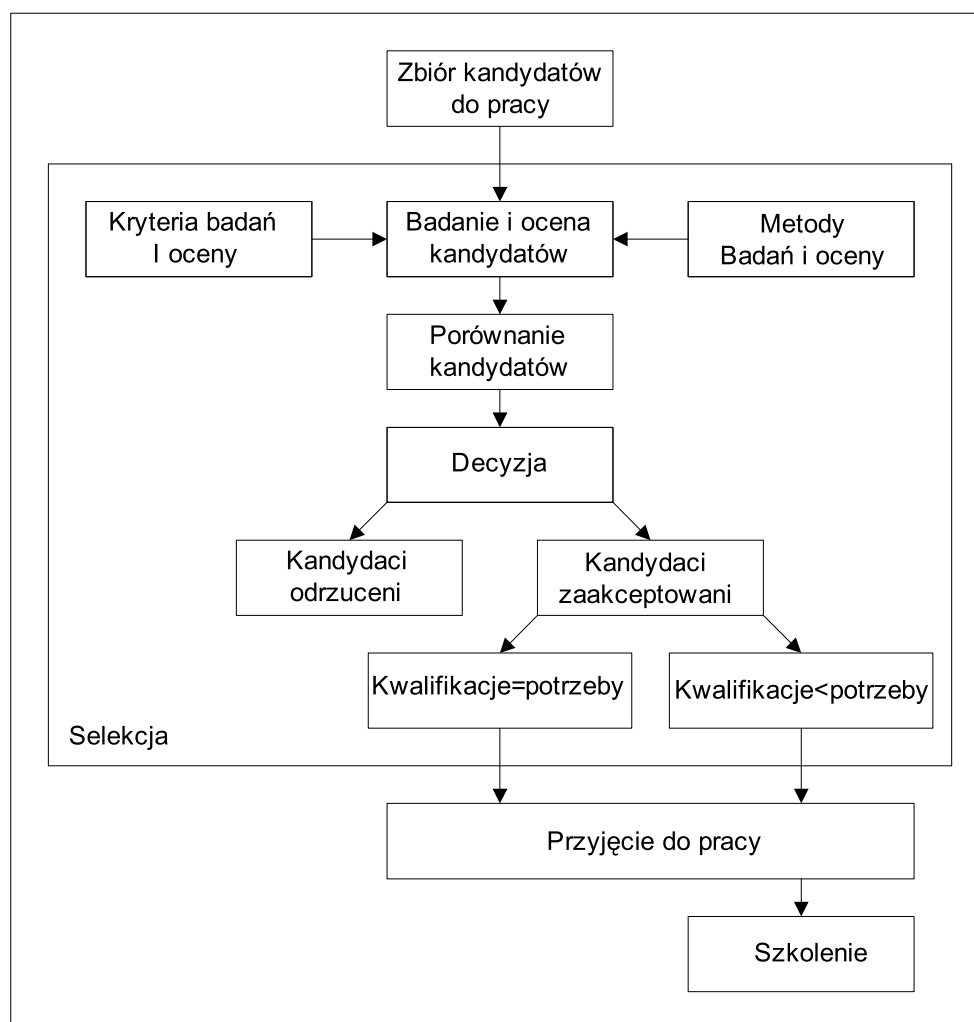 Zbiór kandydatów
do pracy
Kryteria badań
I oceny
Badanie i ocena
kandydatów
Metody
Badań i oceny
Porównanie
kandydatów
Decyzja
Kandydaci
odrzuceni
Kandydaci
zaakceptowani
Kwalifikacje=potrzeby
Kwalifikacje<potrzeby
Selekcja
Przyjęcie do pracy
Szkolenie